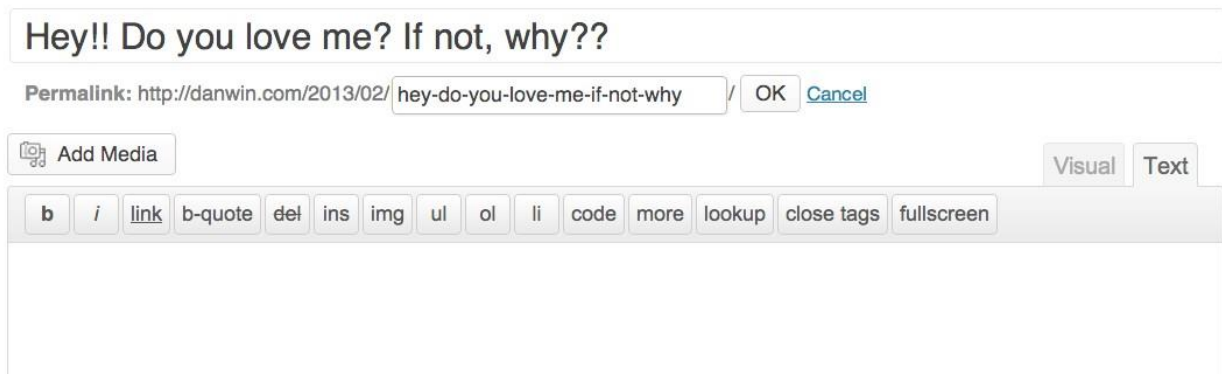 Hey!! Do you love me? If not, why??
Permalink: http://danwin.com/2013/02/ hey-do-you-love-me-if-not-why / OK Cancel
Add Media
Visual Text
b i link b-quote del ins img ul ol li code more lookup close tags fullscreen